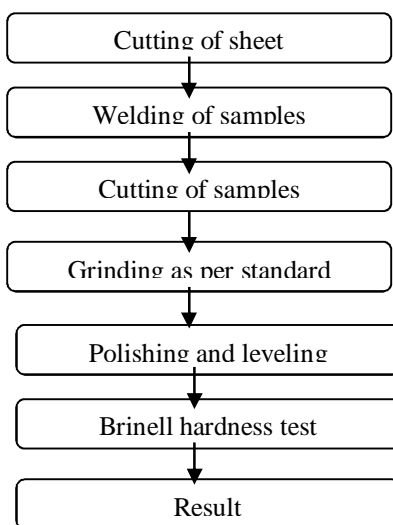 Cutting of sheet
Welding of samples
Cutting of samples
Grinding as per standard
Polishing and leveling
Brinell hardness test
Result